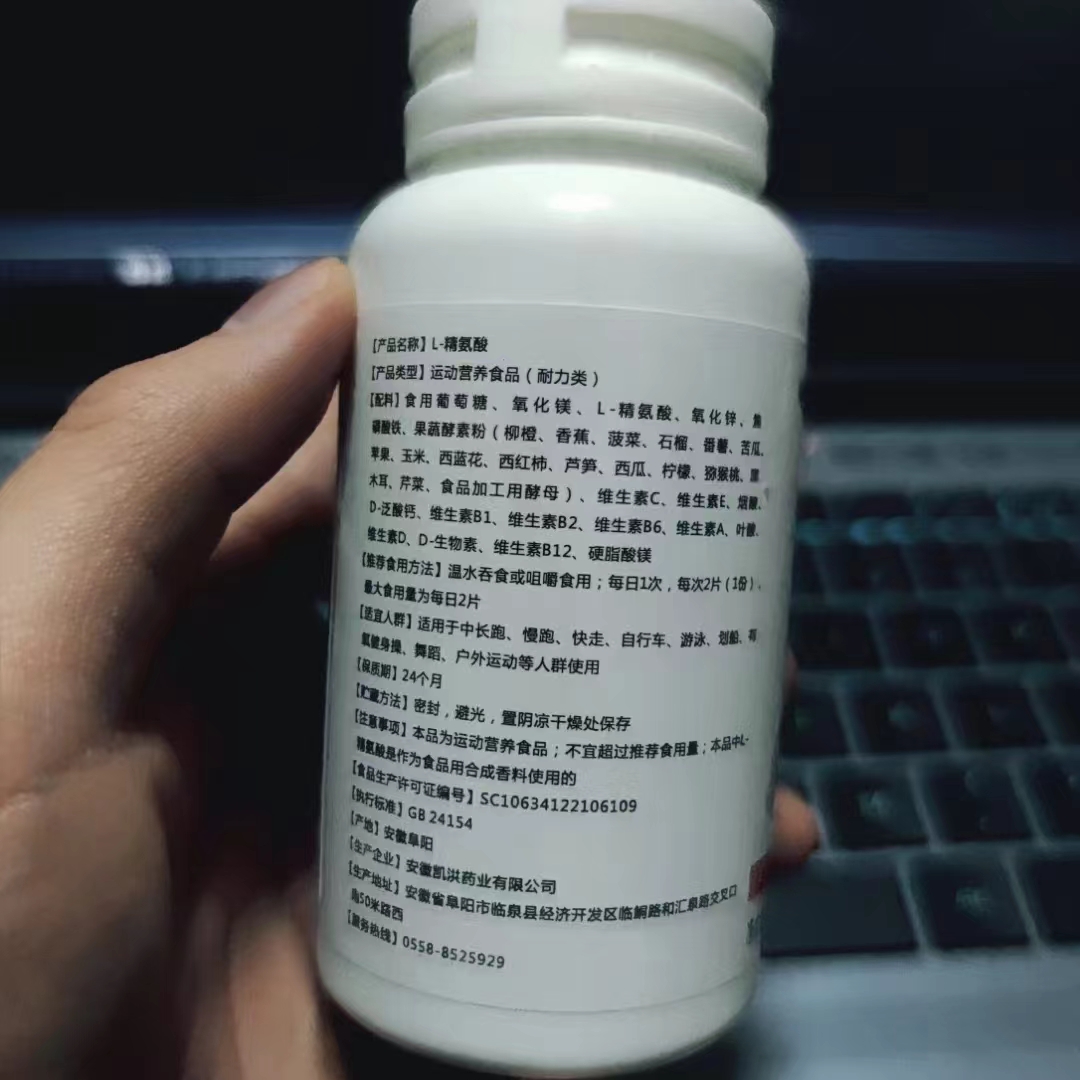 【产品名称】L-精氨酸
【产品类型】运动营养食品（耐力类）
【配料】食用葡萄糖、氧化镁、L-精氨酸、氧化锌、焦
磷酸铁、果蔬酵素粉（柳橙、香蕉、菠菜、石榴、番薯、苦瓜、
苹果、玉米、西蓝花、西红柿、芦笋、西瓜、柠檬、猕猴桃、黑
木耳、芹菜、食品加工用酵母）、维生素C、维生素E、烟酸、
D-泛酸钙、维生素B1、维生素B2、维生素B6、维生素A、叶酸、
维生素D、D-生物素、维生素B12、硬脂酸镁
【推荐食用方法】温水吞食或咀嚼食用；每日1次，每次2片（1份）、
最大食用量为每日2片
【适宜人群】适用于中长跑、慢跑、快走、自行车、游泳、划船、有
氧健身操、舞蹈、户外运动等人群使用
【保质期】24个月
【贮藏方法】密封，避光，置阴凉干燥处保存
【注意事项】本品为运动营养食品；不宜超过推荐食用量；本品中L-
精氨酸是作为食品用合成香料使用的
【食品生产许可证编号】SC10634122106109
【执行标准】GB 24154
【产地】安徽阜阳
【生产企业】安徽凯洪药业有限公司
【生产地址】安徽省阜阳市临泉县经济开发区临鲖路和汇泉路交叉口
南50米路西
【服务热线】0558-8525929